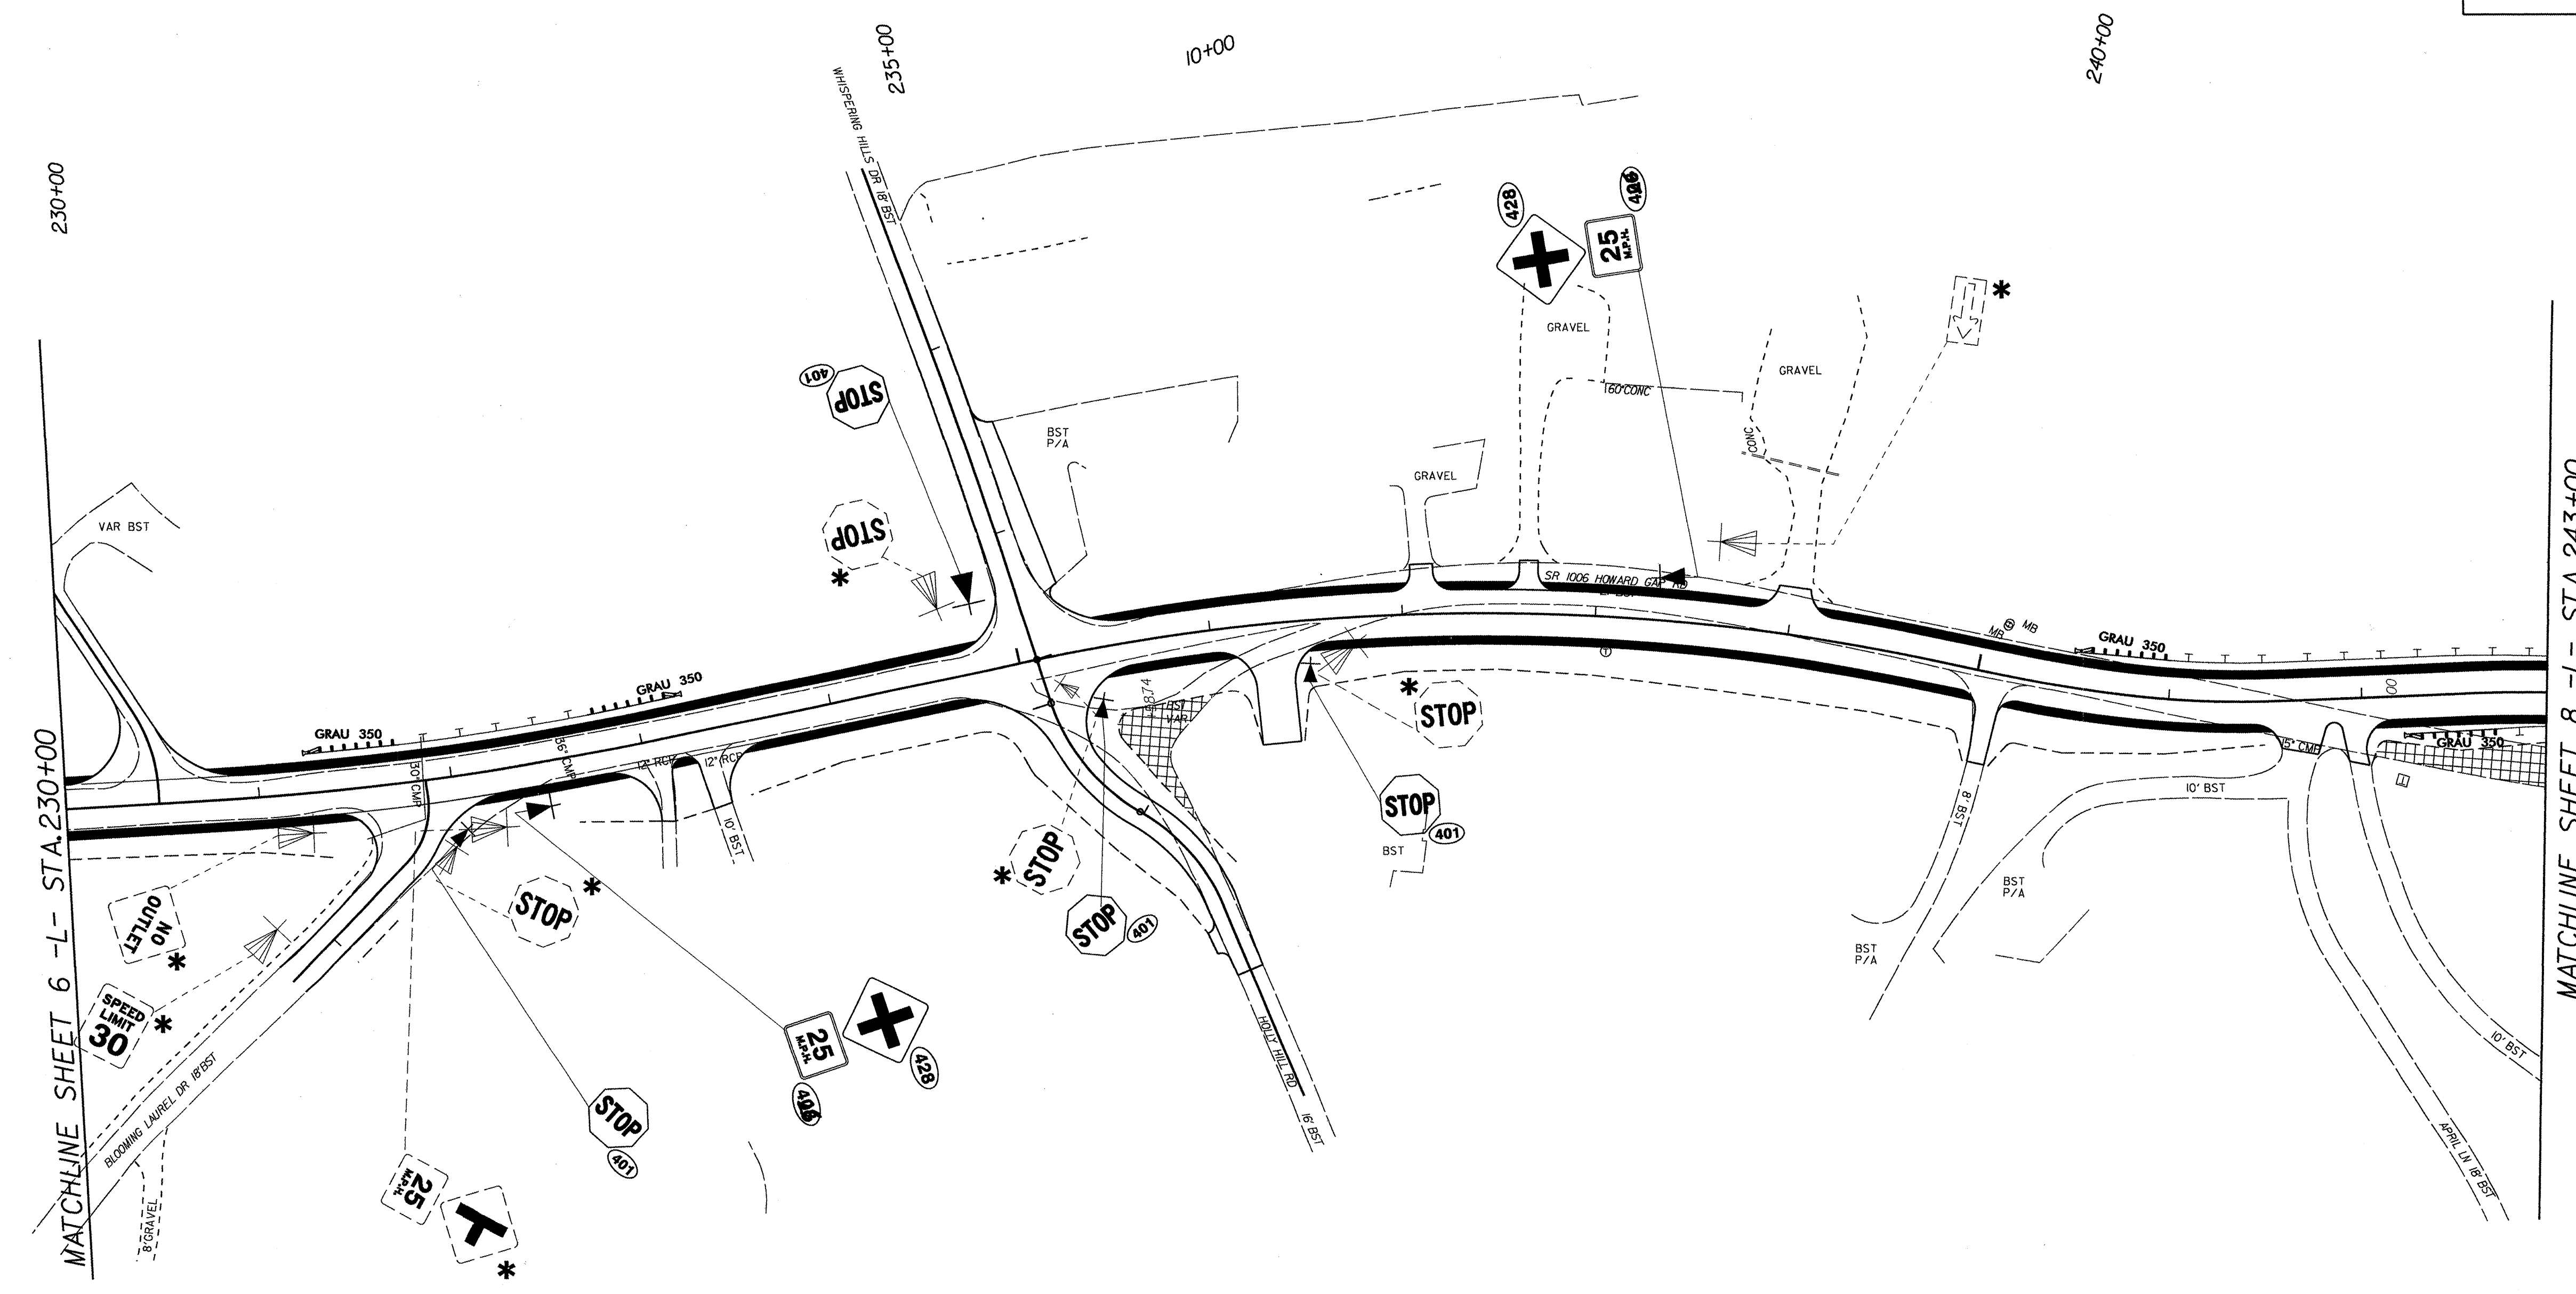 230+00
235+00
10+00
240+00
WHISPERING HILLS DR 18' BST
428
25
M.P.H.
GRAVEL
GRAVEL
60"CONC
CONC
GRAVEL
*
401
STOP
STOP
*
BST
P/A
VAR BST
SR 1006 HOWARD GAP RD
MB
MB
GRAU 350
GRAU 350
GRAU 350
GRAU 350
30" CMP
36" CMP
12" RCP
12" RCP
10' BST
BST
VAR
STOP
*
STOP
401
BST
STOP
*
STOP
401
STOP
*
NO
OUTLET
*
SPEED
LIMIT
30
*
BLOOMING LAUREL DR 18'BST
8'GRAVEL
25
M.P.H.
*
STOP
401
25
M.P.H.
428
HOLLY HILL RD
16' BST
8' BST
BST
P/A
BST
P/A
15" CMP
10' BST
10' BST
APRIL LN 18' BST
00
MATCHLINE SHEET 6 -L- STA.230+00
MATCHLINE SHEET 8 -L- STA.243+00